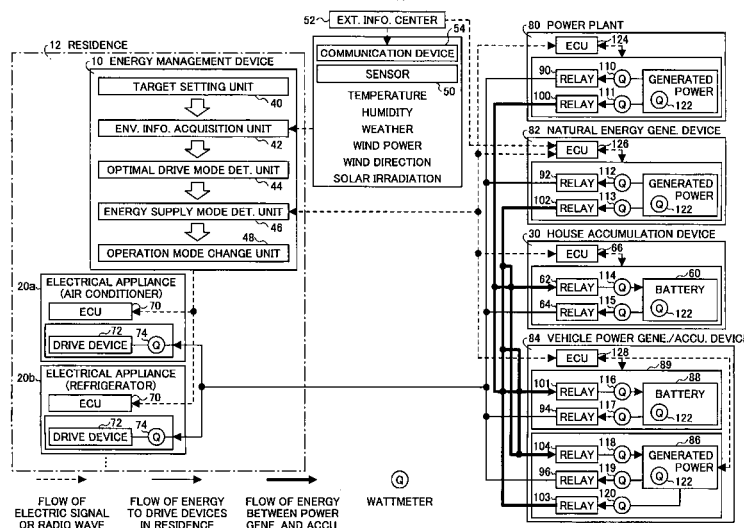 52 EXT. INFO. CENTER
54
COMMUNICATION DEVICE
SENSOR
50
TEMPERATURE
HUMIDITY
WEATHER
WIND POWER
WIND DIRECTION
SOLAR IRRADIATION
12 RESIDENCE
10 ENERGY MANAGEMENT DEVICE
TARGET SETTING UNIT
40
ENV. INFO. ACQUISITION UNIT
42
OPTIMAL DRIVE MODE DET. UNIT
44
ENERGY SUPPLY MODE DET. UNIT
46
48
OPERATION MODE CHANGE UNIT
20a
ELECTRICAL APPLIANCE
(AIR CONDITIONER)
ECU 70
72 74
DRIVE DEVICE Q
20b
ELECTRICAL APPLIANCE
(REFRIGERATOR)
ECU 70
72 74
DRIVE DEVICE Q
80 POWER PLANT
ECU 124
90 110
RELAY Q GENERATED
POWER
100 111
RELAY Q Q 122
82 NATURAL ENERGY GENE. DEVICE
ECU 126
92 112
RELAY Q GENERATED
POWER
102 113
RELAY Q Q 122
30 HOUSE ACCUMULATION DEVICE
ECU 66
62 114 60
RELAY Q BATTERY
64 115
RELAY Q Q 122
84 VEHICLE POWER GENE./ACCU. DEVICE
ECU 128
89
101 116 88
RELAY Q BATTERY
94 117
RELAY Q Q 122
104 118 86
RELAY Q GENERATED
POWER
96 119
RELAY Q Q 122
103 120
RELAY Q
FLOW OF
ELECTRIC SIGNAL
OR RADIO WAVE
FLOW OF ENERGY
TO DRIVE DEVICES
IN RESIDENCE
FLOW OF ENERGY
BETWEEN POWER
GENE. AND ACCU
Q
WATTMETER